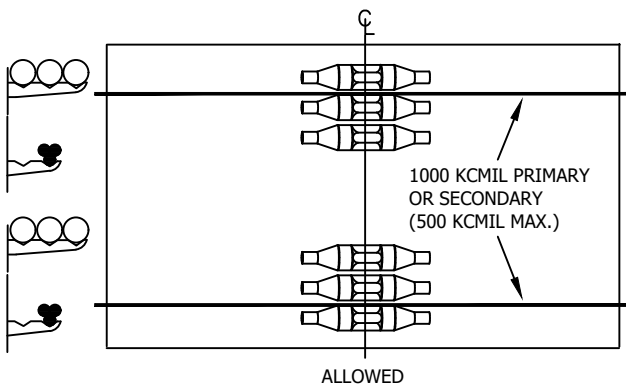 ℄
1000 KCMIL PRIMARY
OR SECONDARY
(500 KCMIL MAX.)
ALLOWED